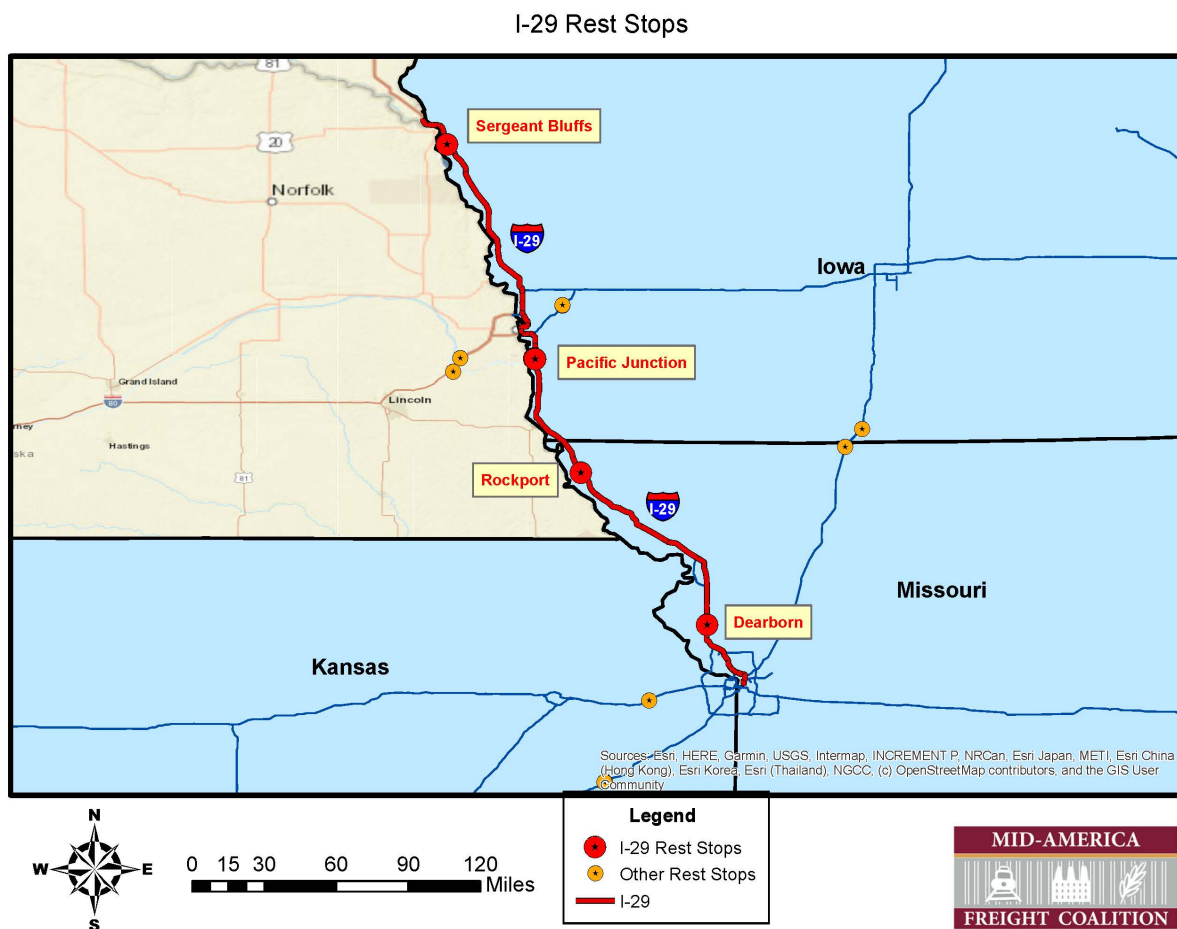 I-29 Rest Stops
81
Sergeant Bluffs
20
Norfolk
I-29
Iowa
Pacific Junction
Grand Island
80
Lincoln
rney
Hastings
ska
81
Rockport
I-29
Missouri
Dearborn
Kansas
Sources: Esri, HERE, Garmin, USGS, Intermap, INCREMENT P, NRCan, Esri Japan, METI, Esri China
(Hong Kong), Esri Korea, Esri (Thailand), NGCC, (c) OpenStreetMap contributors, and the GIS User
Community
N
W E
S
0 15 30 60 90 120
Miles
Legend
I-29 Rest Stops
Other Rest Stops
I-29
MID-AMERICA
FREIGHT COALITION